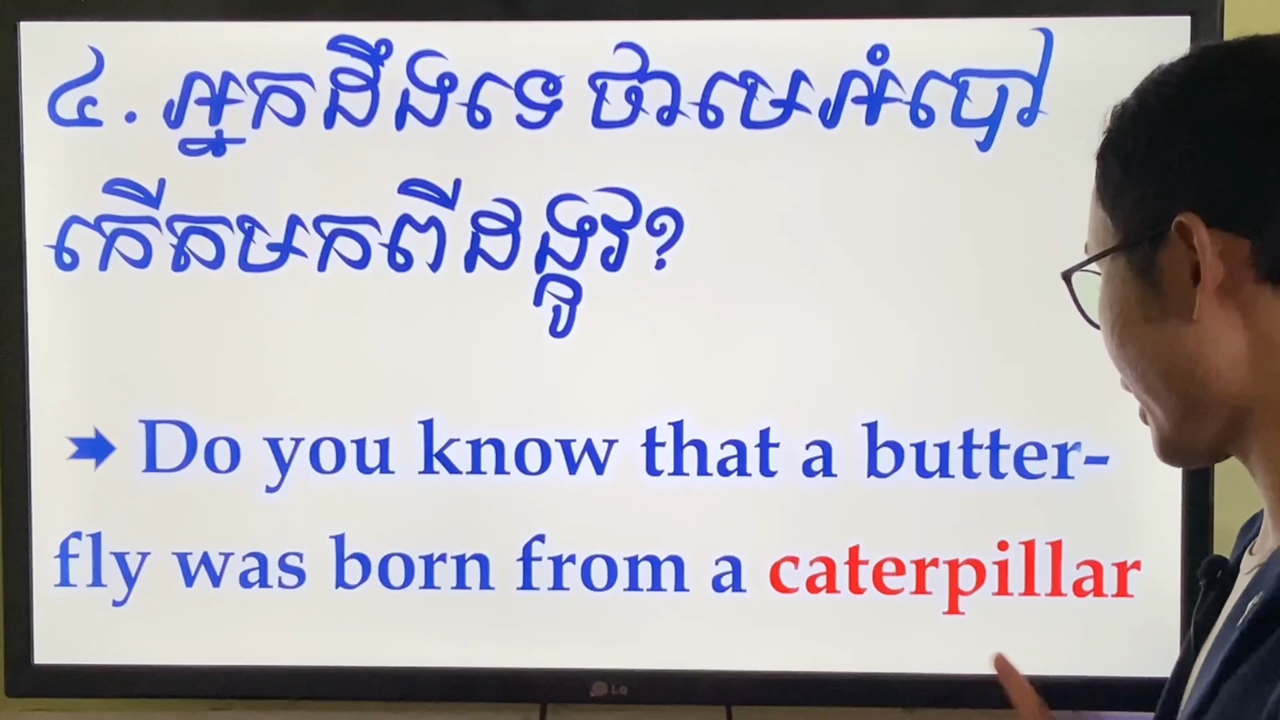 ៤. អ្នកដឹងទេ ថាមេអំបៅ
កើតមកពីដង្កូវ?
➡ Do you know that a butter-
fly was born from a caterpillar
LG